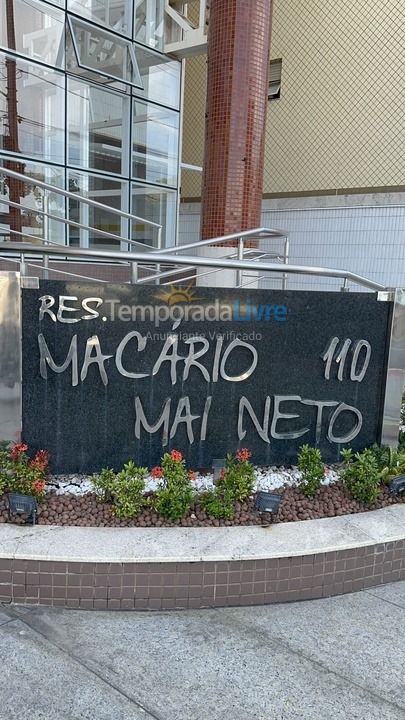 RES. TemporadaLivre
Anunciante Verificado
MACÁRIO 110
MAI NETO